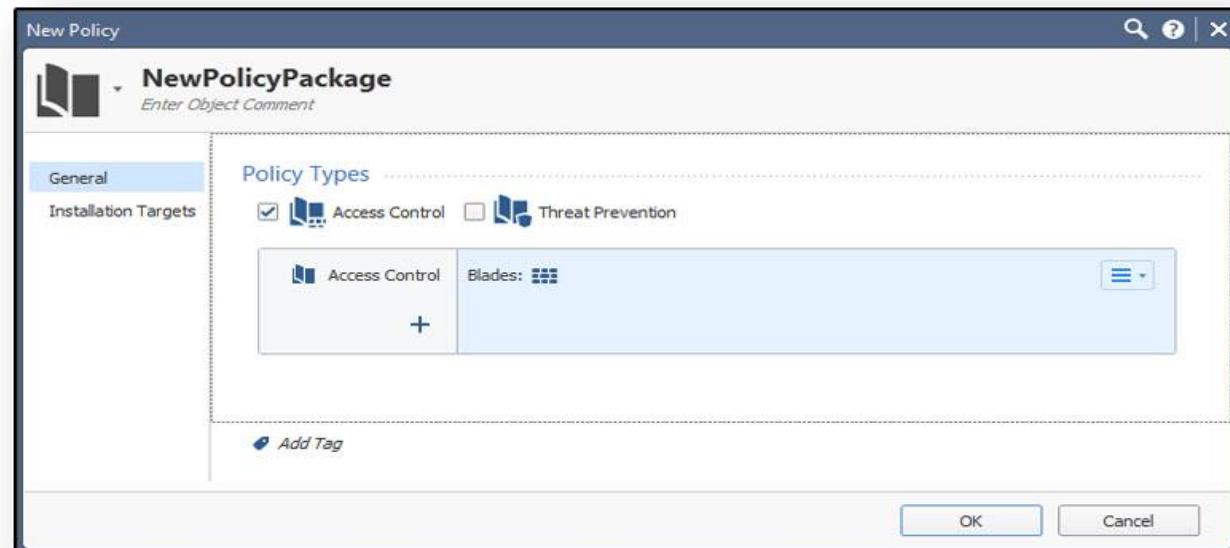 New Policy
NewPolicyPackage
Enter Object Comment
General
Installation Targets
Policy Types
Access Control
Threat Prevention
Access Control
Blades:
Add Tag
OK
Cancel